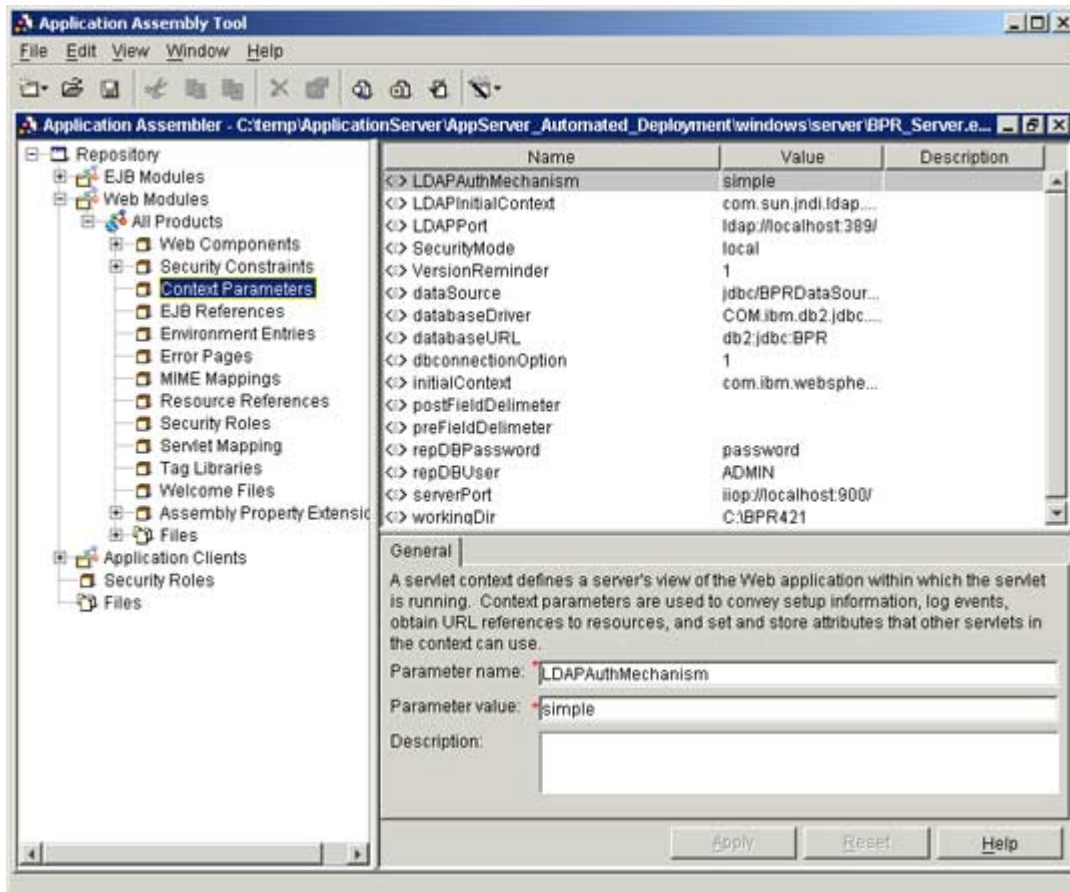 Application Assembly Tool
File Edit View Window Help
Application Assembler - C:\temp\ApplicationServer\AppServer_Automated_Deployment\windows\server\BPR_Server.e...
Repository
EJB Modules
Web Modules
All Products
Web Components
Security Constraints
Context Parameters
EJB References
Environment Entries
Error Pages
MIME Mappings
Resource References
Security Roles
Servlet Mapping
Tag Libraries
Welcome Files
Assembly Property Extensic
Files
Application Clients
Security Roles
Files
Name Value Description
LDAPAuthMechanism simple
LDAPInitialContext com.sun.jndi.ldap....
LDAPPort ldap://localhost:389/
SecurityMode local
VersionReminder 1
dataSource jdbc/BPRDataSour...
databaseDriver COM.ibm.db2.jdbc....
databaseURL db2:jdbc:BPR
dbconnectionOption 1
initialContext com.ibm.websphe...
postFieldDelimeter
preFieldDelimeter
repDBPassword password
repDBUser ADMIN
serverPort iiop://localhost:900/
workingDir C:\BPR421
General
A servlet context defines a server's view of the Web application within which the servlet
is running. Context parameters are used to convey setup information, log events,
obtain URL references to resources, and set and store attributes that other servlets in
the context can use.
Parameter name: *LDAPAuthMechanism
Parameter value: *simple
Description:
Apply Reset Help